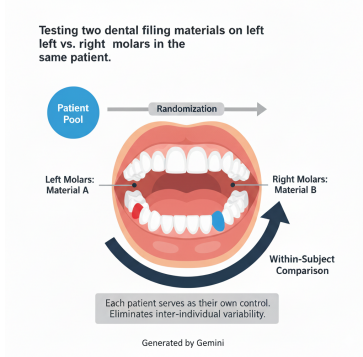 Testing two dental filing materials on left
left vs. right molars in the
same patient.
Patient
Pool
Randomization
Left Molars:
Material A
Right Molars:
Material B
Within-Subject
Comparison
Each patient serves as their own control.
Eliminates inter-individual variability.
Generated by Gemini